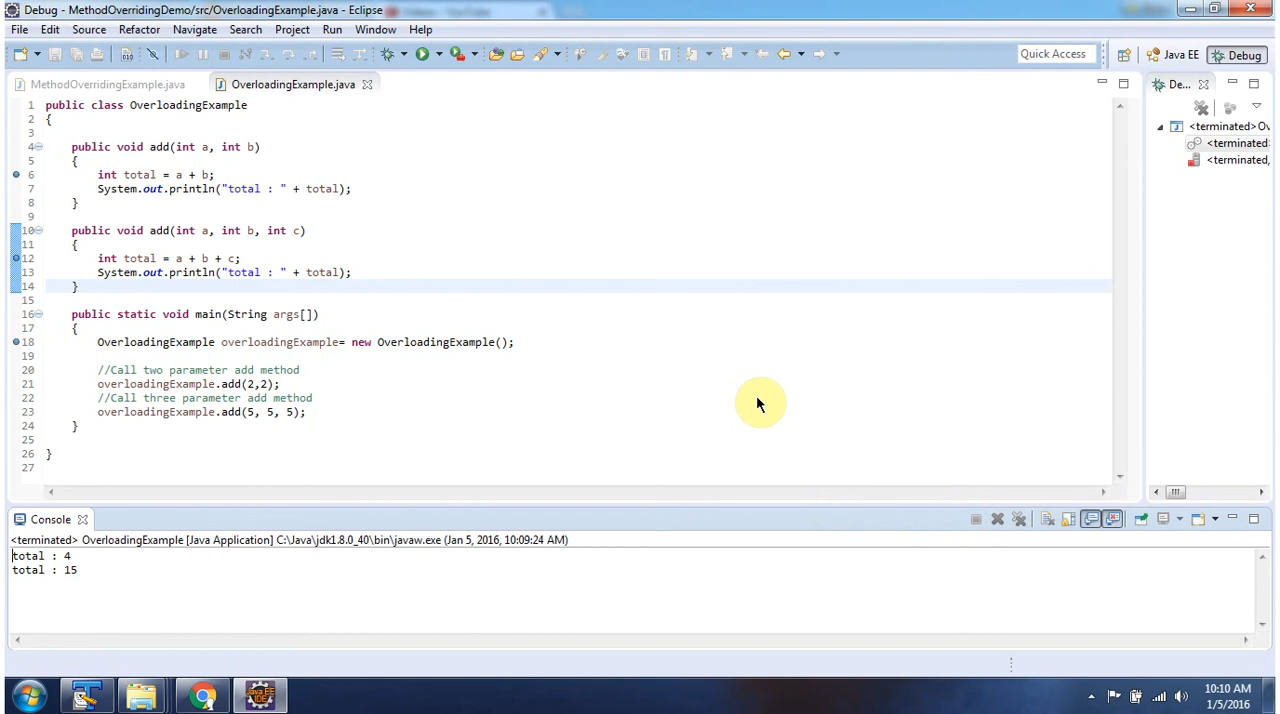 Debug - MethodOverridingDemo/src/OverloadingExample.java - Eclipse
File Edit Source Refactor Navigate Search Project Run Window Help
Quick Access Java EE Debug
MethodOverridingExample.java OverloadingExample.java De...
1 public class OverloadingExample
2 {
3
4 public void add(int a, int b)
5 {
6 int total = a + b;
7 System.out.println("total : " + total);
8 }
9
10 public void add(int a, int b, int c)
11 {
12 int total = a + b + c;
13 System.out.println("total : " + total);
14 }
15
16 public static void main(String args[])
17 {
18 OverloadingExample overloadingExample= new OverloadingExample();
19
20 //Call two parameter add method
21 overloadingExample.add(2,2);
22 //Call three parameter add method
23 overloadingExample.add(5, 5, 5);
24 }
25
26 }
27
<terminated>Ov
<terminated>
<terminated,
Console
<terminated> OverloadingExample [Java Application] C:\Java\jdk1.8.0_40\bin\javaw.exe (Jan 5, 2016, 10:09:24 AM)
total : 4
total : 15
Java EE
IDE
10:10 AM
1/5/2016